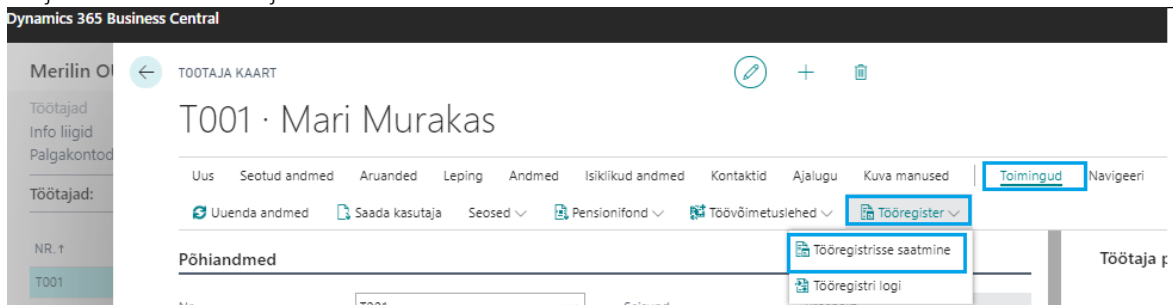 Dynamics 365 Business Central
Merilin O
TOOTAJA KAART
Töötajad
Info liigid
Palgakontod
Töötajad:
NR. ↑
T001
T001 · Mari Murakas
Uus Seotud andmed Aruanded Leping Andmed Isiklikud andmed Kontaktid Ajalugu Kuva manused Toimingud Navigeeri
Uuenda andmed Saada kasutaja Seosed Pensionifond Töövõimetuslehed Tööregister
Tööregistrisse saatmine
Tööregistri logi
Põhiandmed
Töötaja p
T001